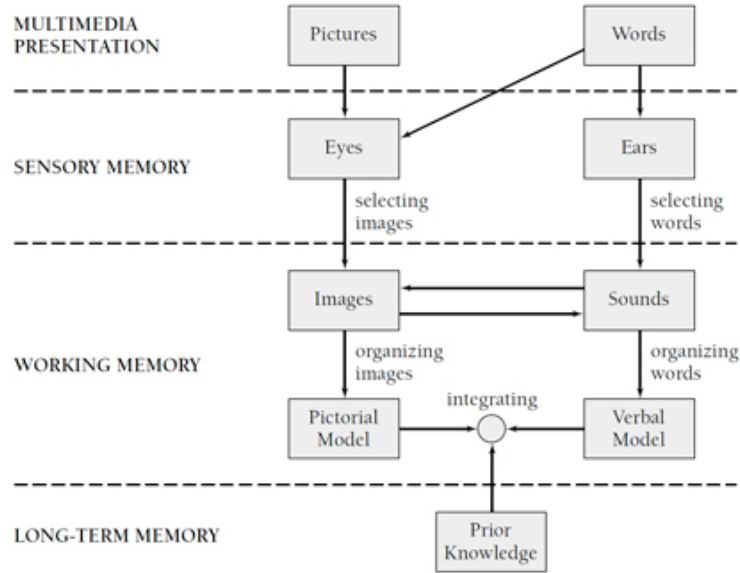 MULTIMEDIA
PRESENTATION
Pictures
Words
SENSORY MEMORY
Eyes
Ears
selecting
images
selecting
words
WORKING MEMORY
Images
Sounds
organizing
images
organizing
words
integrating
Pictorial
Model
Verbal
Model
LONG-TERM MEMORY
Prior
Knowledge